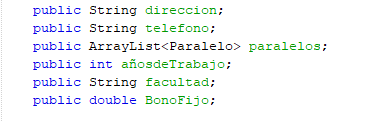 public String direccion;
public String telefono;
public ArrayList<Paralelo> paralelos;
public int añosdeTrabajo;
public String facultad;
public double BonoFijo;